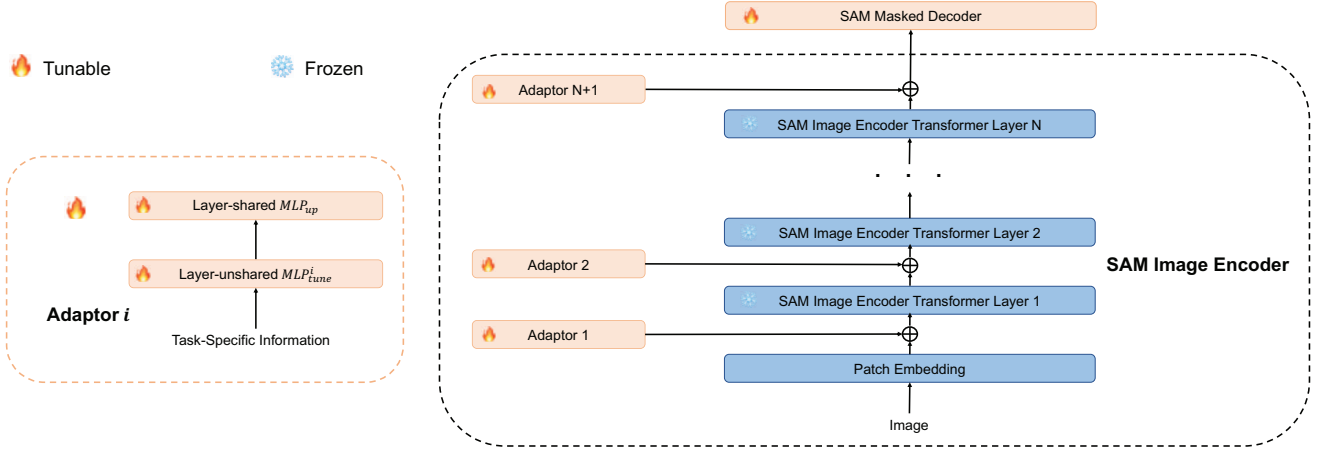 Tunable
Frozen
Layer-shared MLP_up
Layer-unshared MLP^i_tune
Adaptor i
Task-Specific Information
SAM Masked Decoder
Adaptor N+1
SAM Image Encoder Transformer Layer N
. . .
SAM Image Encoder Transformer Layer 2
Adaptor 2
SAM Image Encoder
SAM Image Encoder Transformer Layer 1
Adaptor 1
Patch Embedding
Image